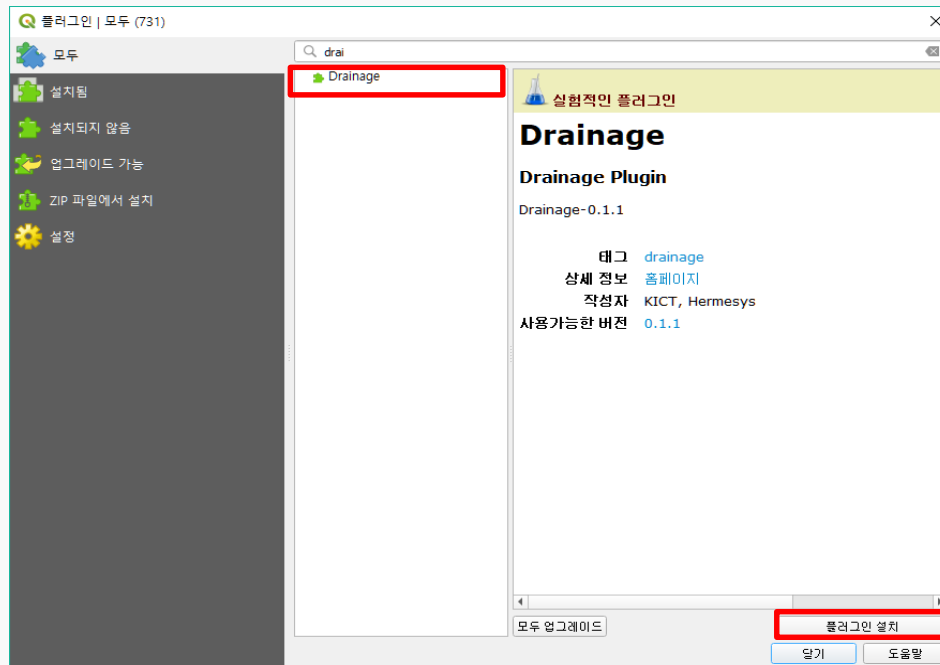 플러그인 | 모두 (731)
모두
설치됨
설치되지 않음
업그레이드 가능
ZIP 파일에서 설치
설정
drai
Drainage
실험적인 플러그인
Drainage
Drainage Plugin
Drainage-0.1.1
태그 drainage
상세 정보 홈페이지
작성자 KICT, Hermesys
사용가능한 버전 0.1.1
모두 업그레이드
플러그인 설치
닫기
도움말